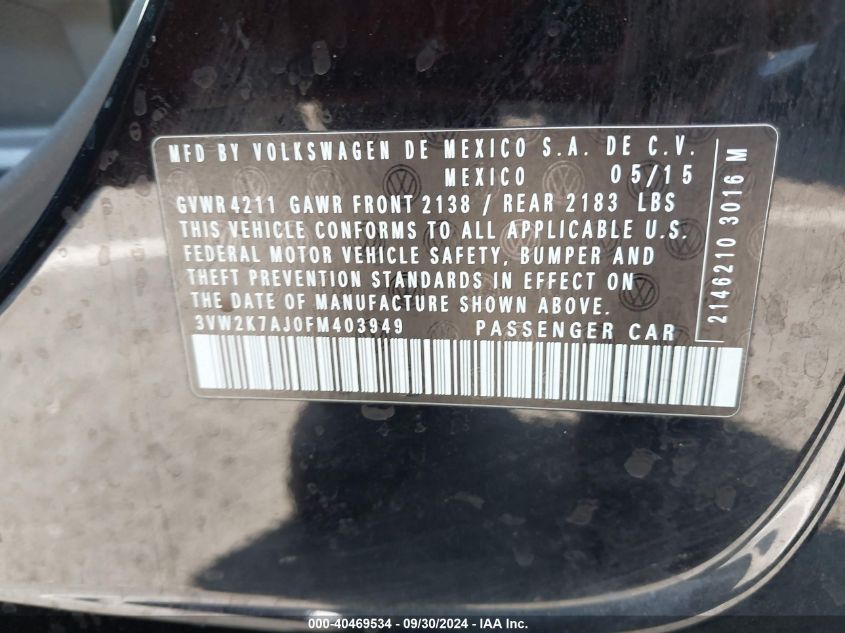 MFD BY VOLKSWAGEN DE MEXICO S.A. DE C.V.
MEXICO 05/15
GVWR 4211 GAWR FRONT 2138 / REAR 2183 LBS
THIS VEHICLE CONFORMS TO ALL APPLICABLE U.S.
FEDERAL MOTOR VEHICLE SAFETY, BUMPER AND
THEFT PREVENTION STANDARDS IN EFFECT ON
THE DATE OF MANUFACTURE SHOWN ABOVE.
3VW2K7AJ0FM403949 PASSENGER CAR
2146210 3016 M
000-40469534 - 09/30/2024 - IAA Inc.